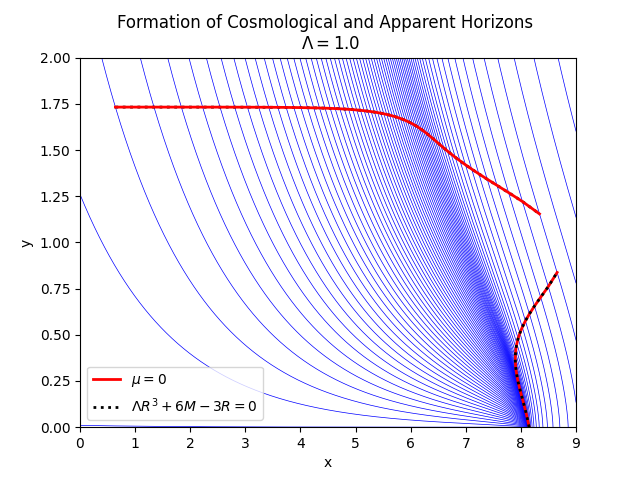 Formation of Cosmological and Apparent Horizons
Λ = 1.0
2.00
1.75
1.50
1.25
1.00
0.75
0.50
0.25
0.00
y
μ = 0
ΛR³ + 6M − 3R = 0
0 1 2 3 4 5 6 7 8 9
x